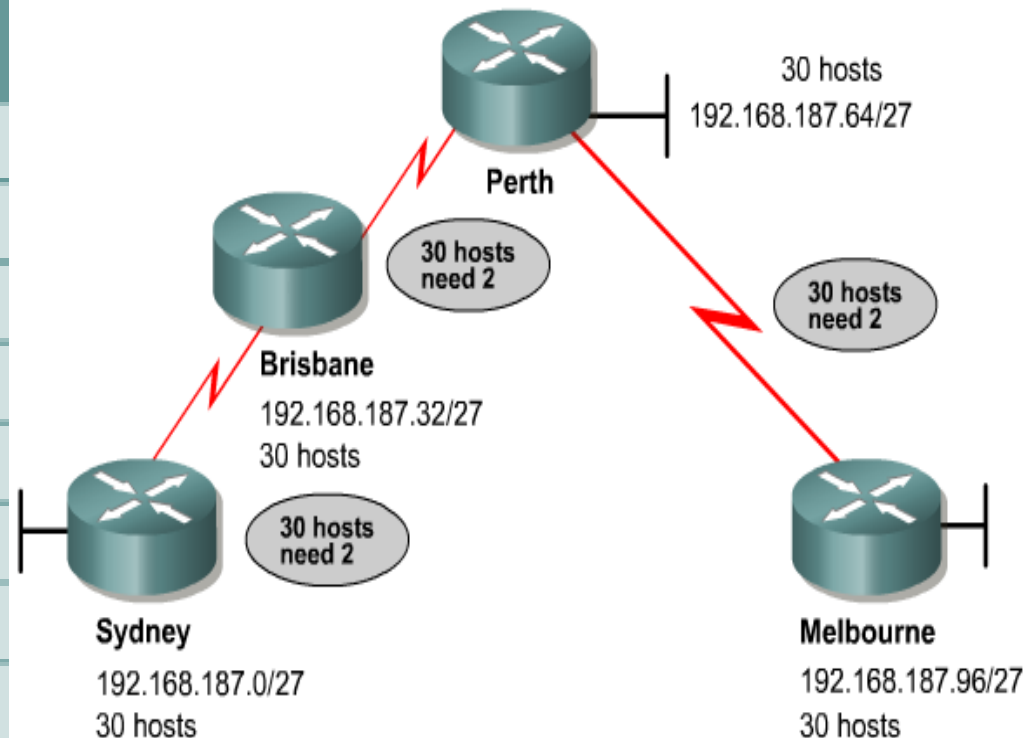 30 hosts
192.168.187.64/27
Perth
30 hosts
need 2
30 hosts
need 2
Brisbane
192.168.187.32/27
30 hosts
30 hosts
need 2
Sydney
192.168.187.0/27
30 hosts
Melbourne
192.168.187.96/27
30 hosts